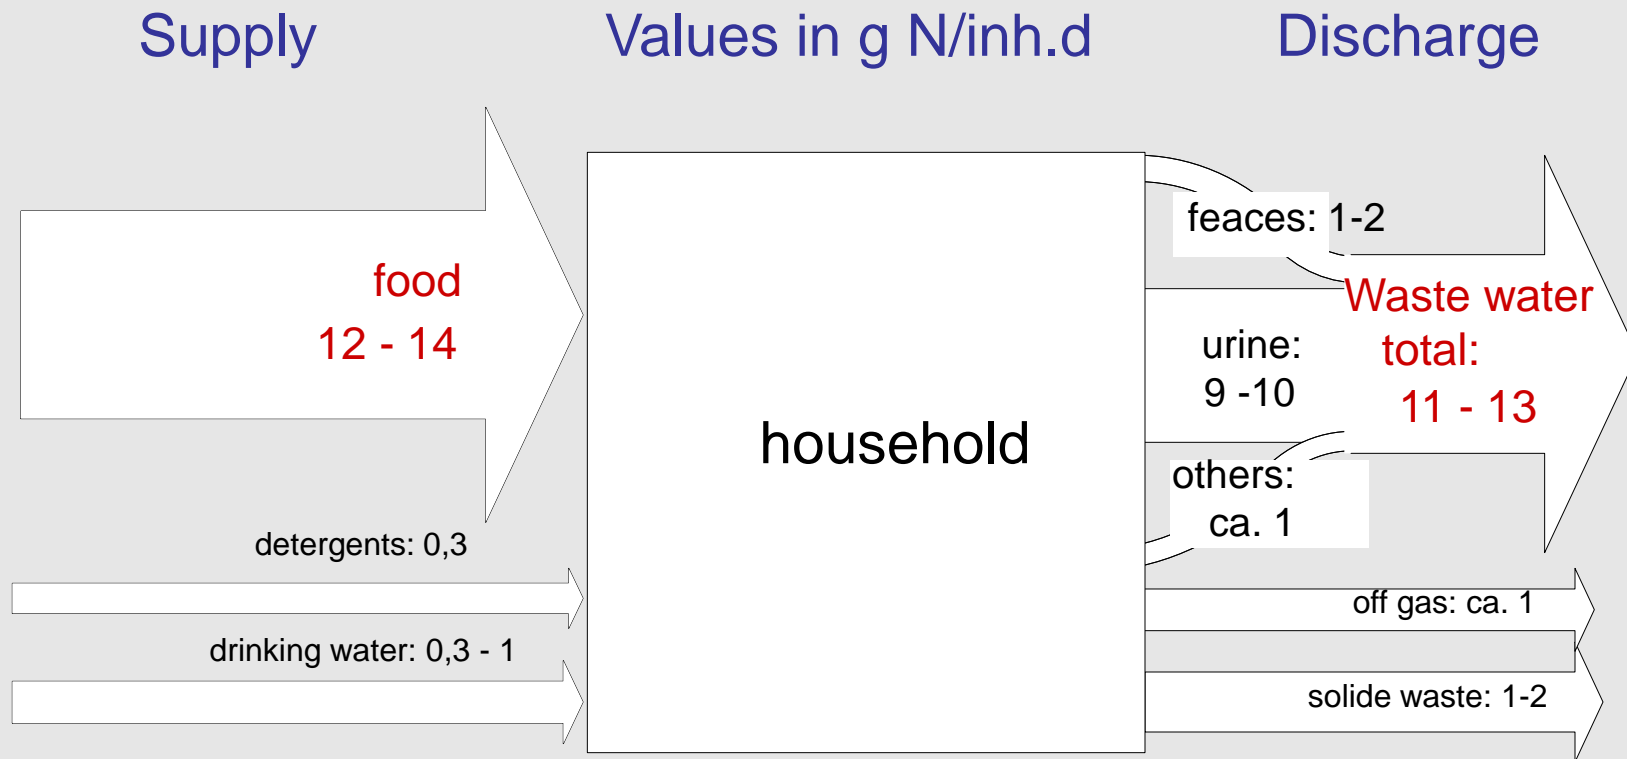 Supply
Values in g N/inh.d
Discharge
food
12 - 14
detergents: 0,3
drinking water: 0,3 - 1
household
feaces: 1-2
urine:
9 -10
others:
ca. 1
Waste water
total:
11 - 13
off gas: ca. 1
solide waste: 1-2